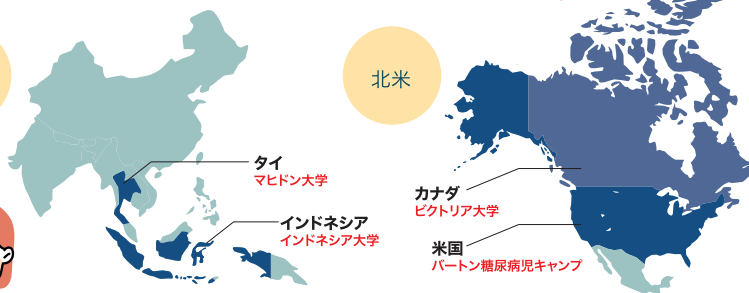 タイ
マヒドン大学
インドネシア
インドネシア大学
北米
カナダ
ビクトリア大学
米国
バートン糖尿病児キャンプ